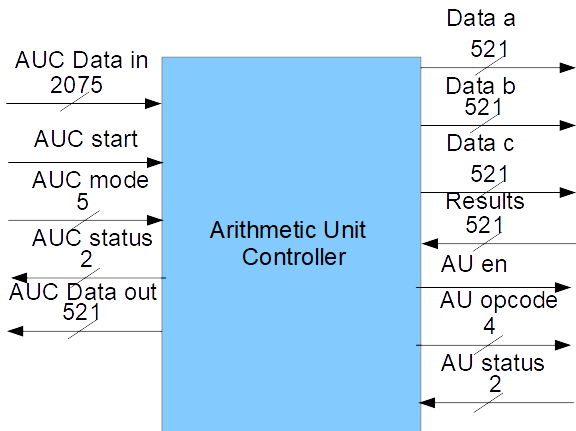 AUC Data in
2075
AUC start
AUC mode
5
AUC status
2
AUC Data out
521
Arithmetic Unit
Controller
Data a
521
Data b
521
Data c
521
Results
521
AU en
AU opcode
4
AU status
2